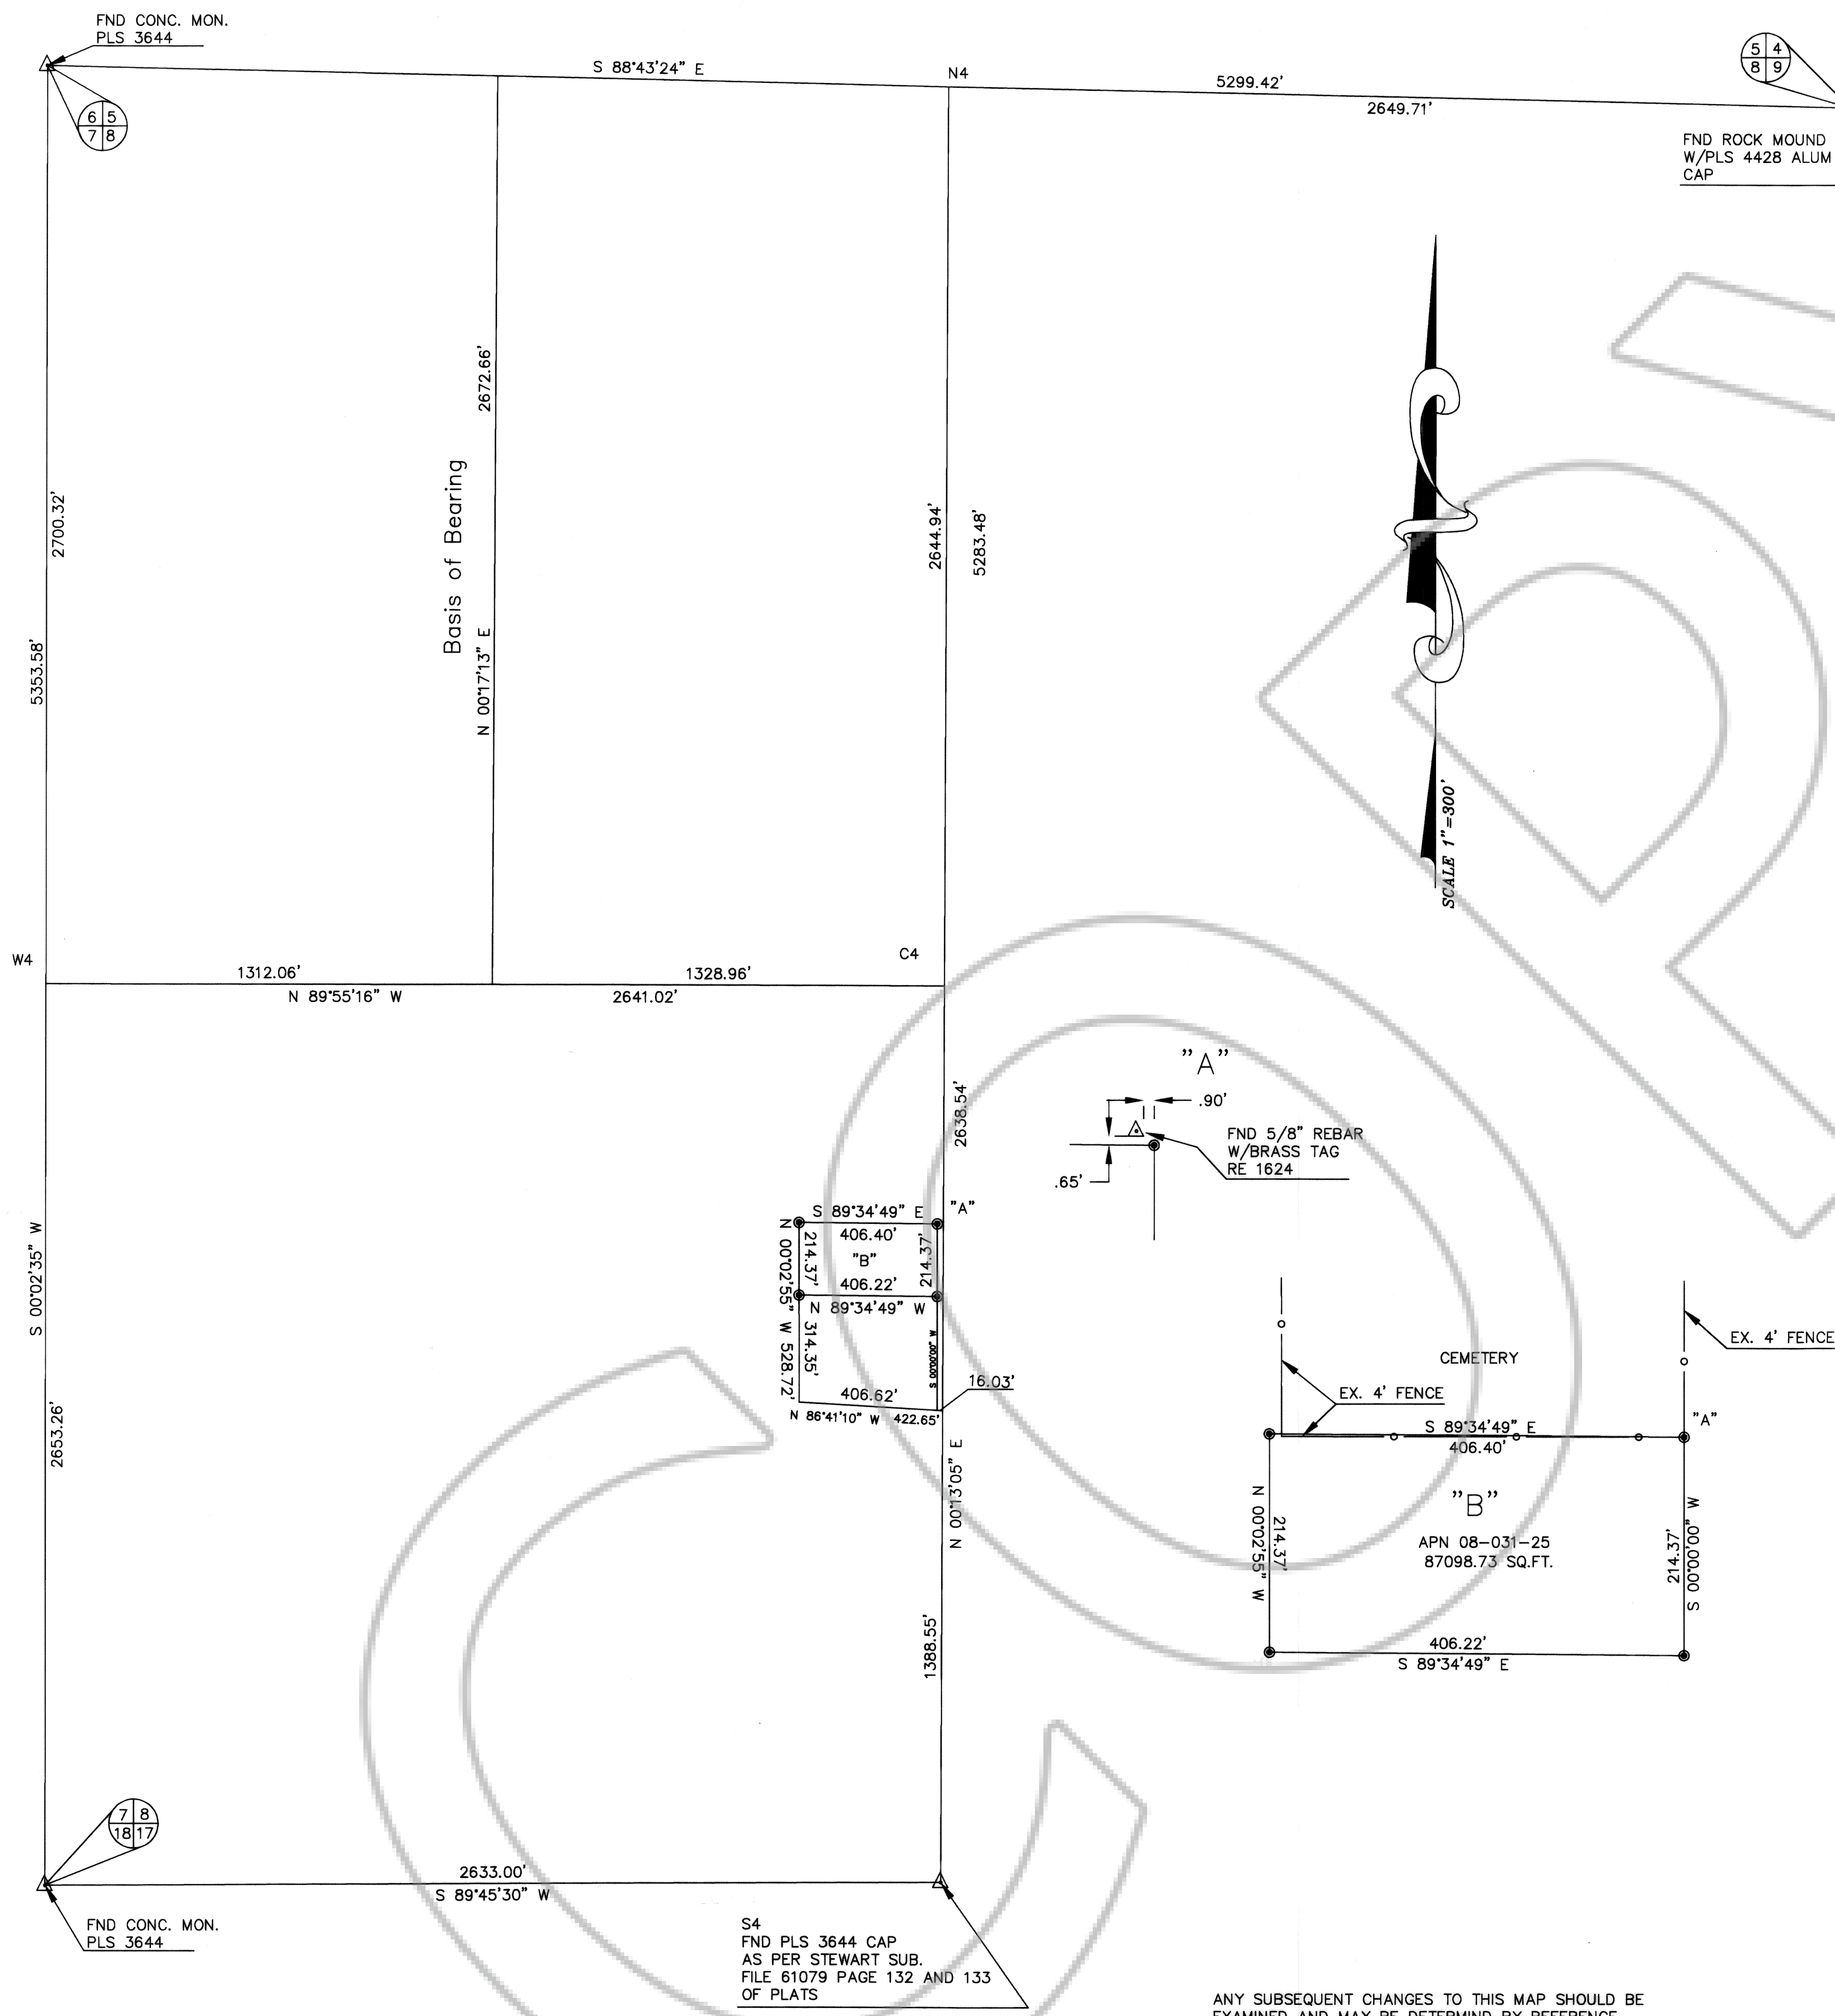 FND CONC. MON.
PLS 3644
6 5
7 8
S 88°43'24" E
N4
5299.42'
2649.71'
5 4
8 9
FND ROCK MOUND
W/PLS 4428 ALUM
CAP
2700.32'
5353.58'
Basis of Bearing
2672.66'
N 00°17'13" E
2644.94'
5283.48'
SCALE 1"=300'
W4
C4
1312.06'
1328.96'
N 89°55'16" W
2641.02'
2638.54'
"A"
.90'
FND 5/8" REBAR
W/BRASS TAG
RE 1624
.65'
S 00°02'35" W
2653.26'
S 89°34'49" E
"A"
406.40'
"B"
214.37'
214.37'
406.22'
N 89°34'49" W
N 00°02'55" W 528.72'
314.35'
S 00°00'00" W
406.62'
16.03'
N 86°41'10" W 422.65'
N 00°13'05" E
1388.55'
CEMETERY
EX. 4' FENCE
EX. 4' FENCE
S 89°34'49" E
"A"
406.40'
N 00°02'55" W
214.37'
"B"
APN 08-031-25
87098.73 SQ.FT.
214.37'
S 00°00'00" W
406.22'
S 89°34'49" E
7 8
18 17
2633.00'
S 89°45'30" W
FND CONC. MON.
PLS 3644
S4
FND PLS 3644 CAP
AS PER STEWART SUB.
FILE 61079 PAGE 132 AND 133
OF PLATS
ANY SUBSEQUENT CHANGES TO THIS MAP SHOULD BE
EXAMINED AND MAY BE DETERMIND BY REFERENCE